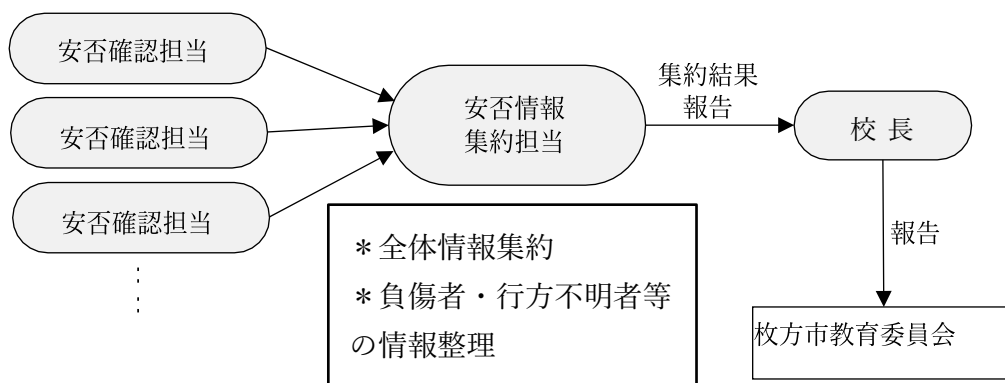 安否確認担当
安否確認担当
安否確認担当
安否情報
集約担当
集約結果
報告
校 長
報告
枚方市教育委員会
＊全体情報集約
＊負傷者・行方不明者等
の情報整理